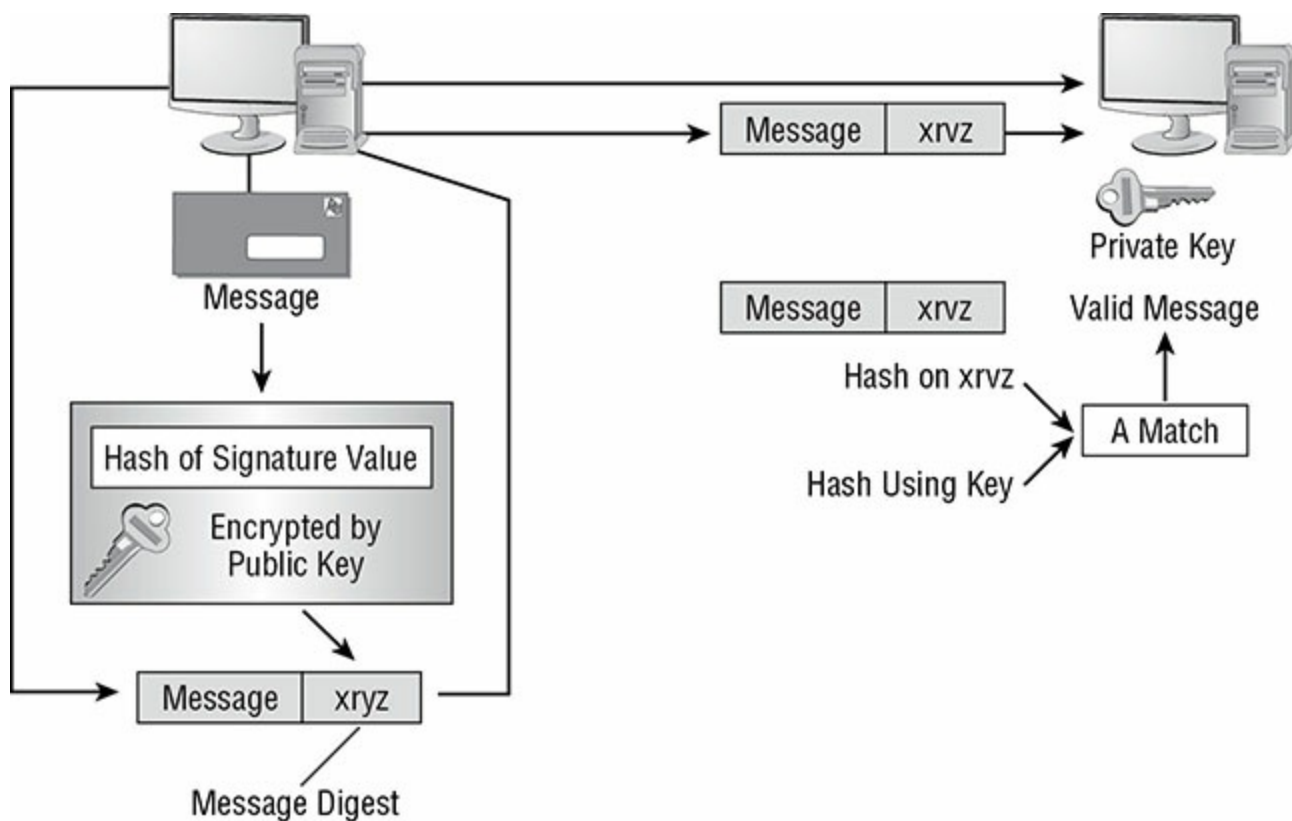 Message
xrvz
Private Key
Message
Message
xrvz
Valid Message
Hash on xrvz
A Match
Hash Using Key
Hash of Signature Value
Encrypted by
Public Key
Message
xryz
Message Digest